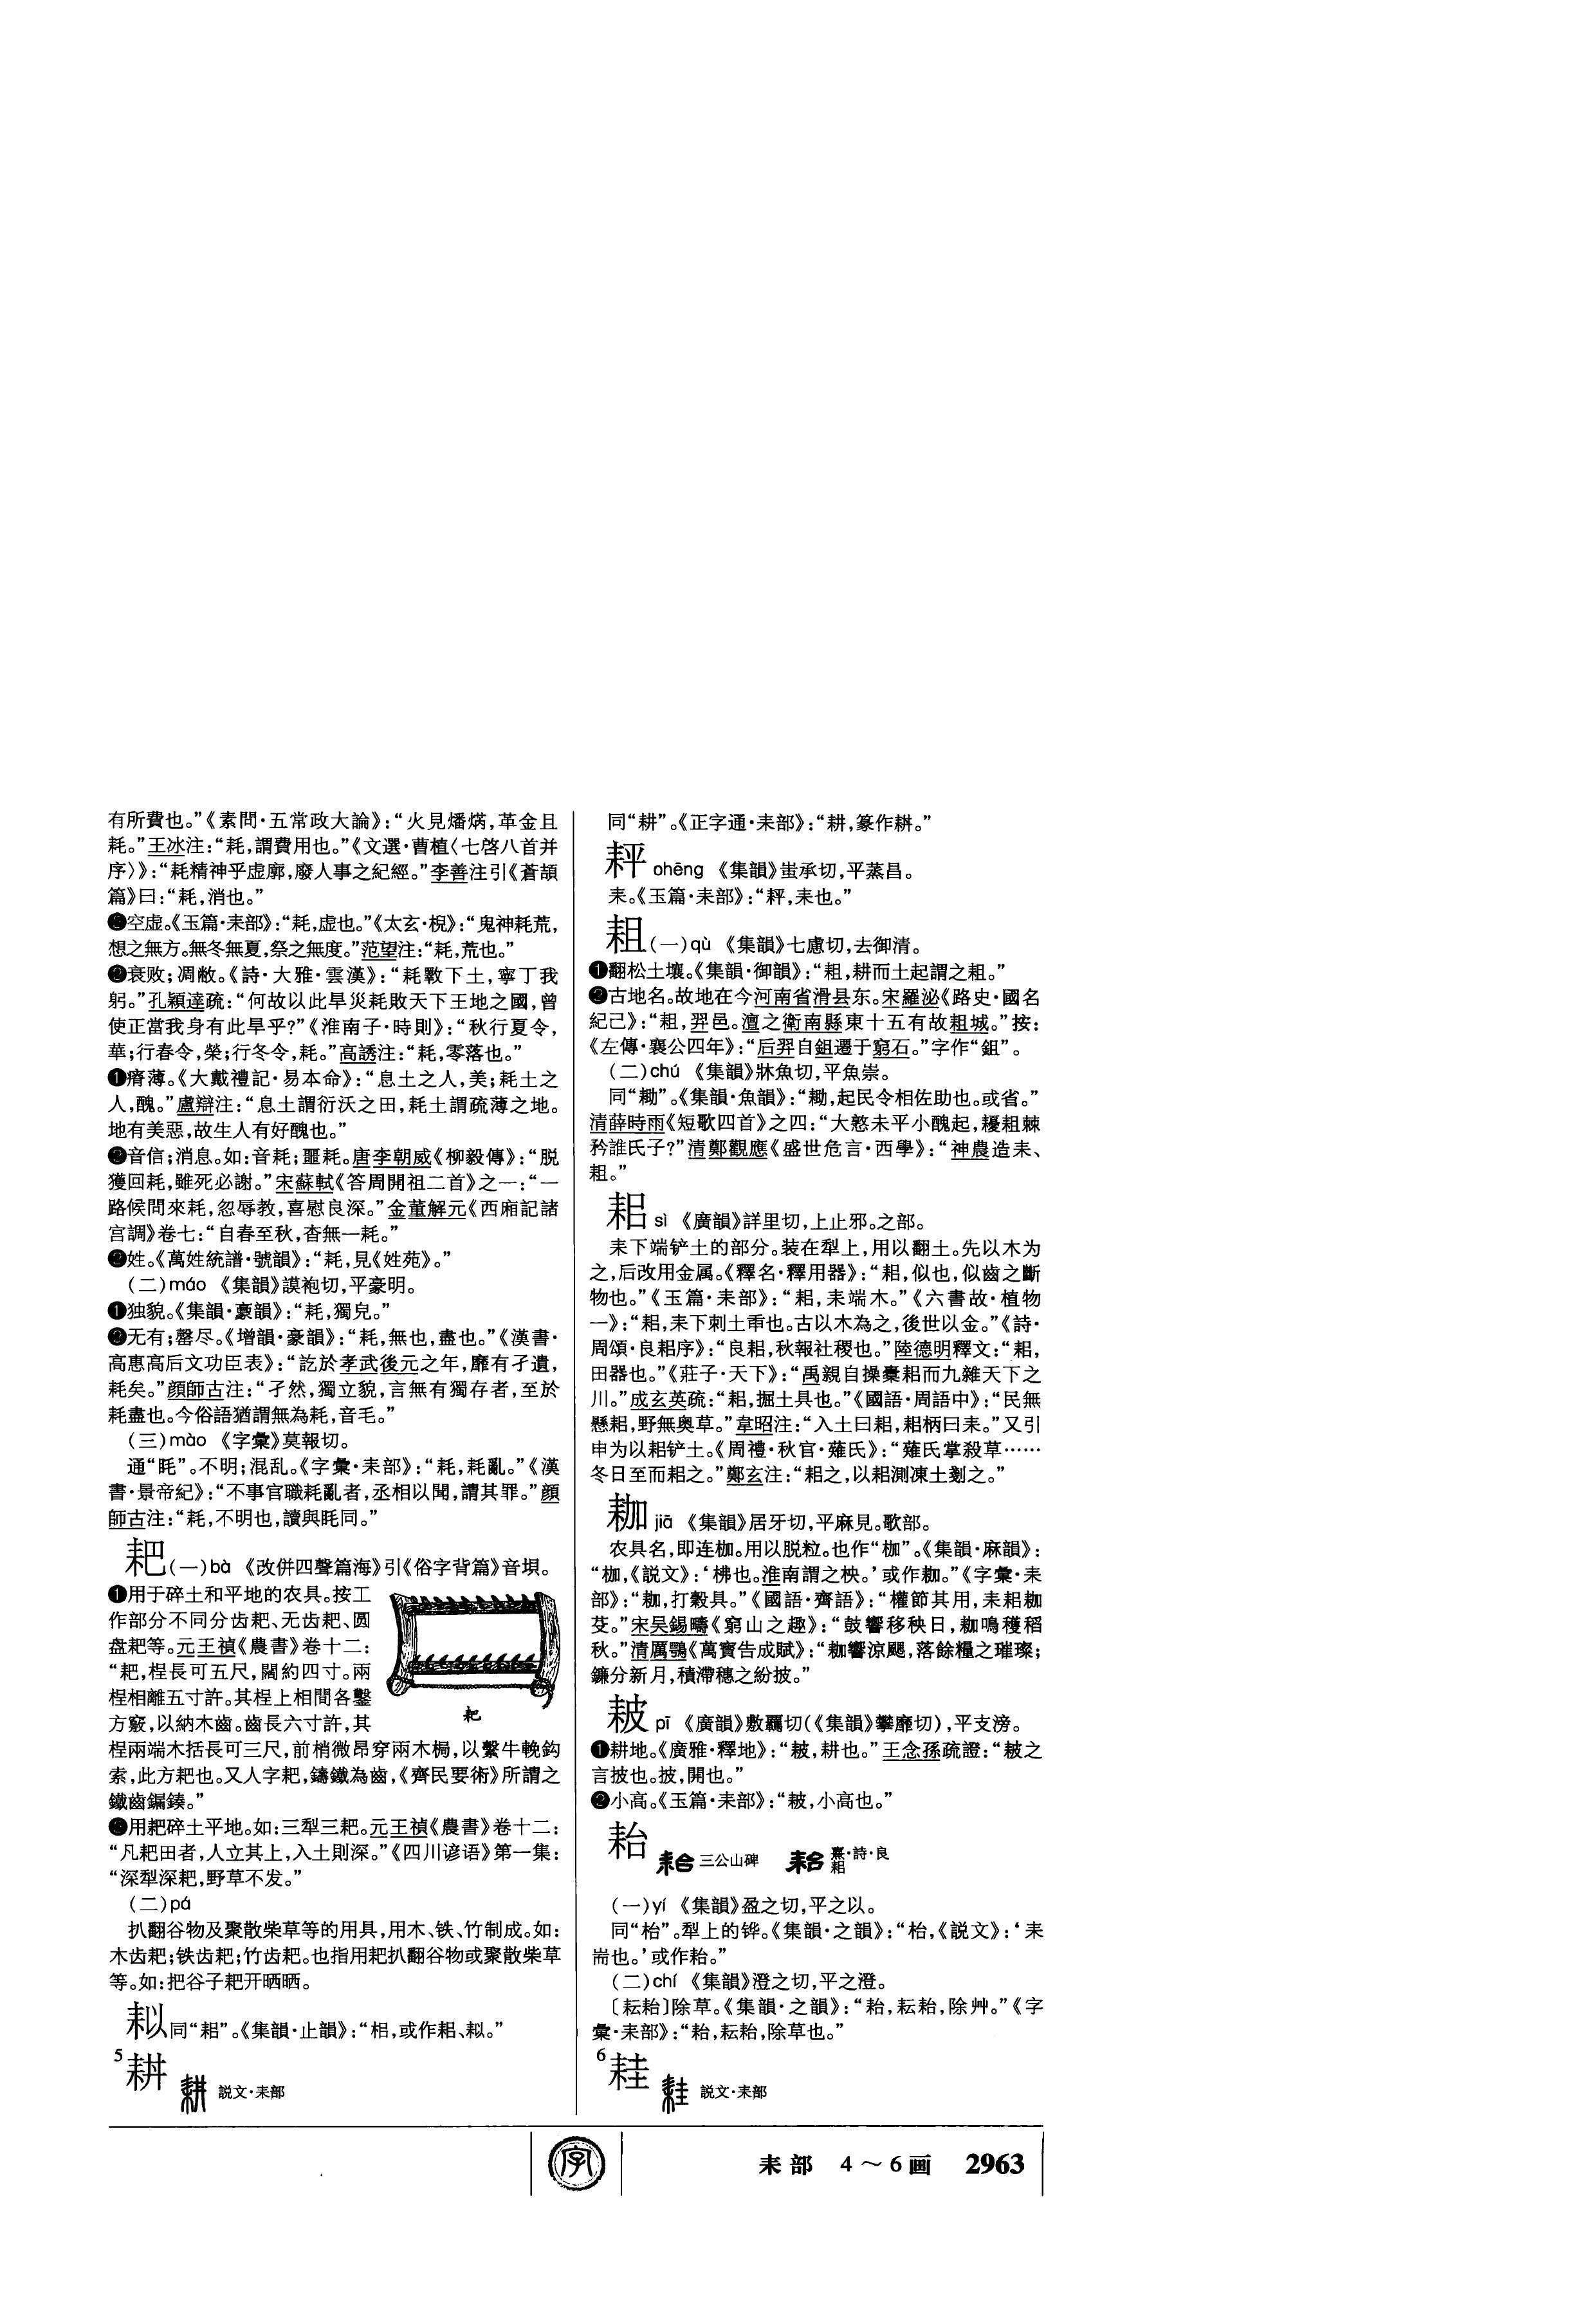 有所費也。”《素問·五常政大論》：“火見燔焫，革金且
耗。”王冰注：“耗，謂費用也。”《文選·曹植〈七啓八首并
序〉》：“耗精神乎虚廓，廢人事之紀經。”李善注引《蒼頡
篇》曰：“耗，消也。”
空虚。《玉篇·耒部》：“耗，虚也。”《太玄·棿》：“鬼神耗荒，
想之無方。無冬無夏，祭之無度。”范望注：“耗，荒也。”
衰败；凋敝。《詩·大雅·雲漢》：“耗斁下土，寧丁我
躬。”孔穎達疏：“何故以此旱災耗敗天下王地之國，曾
使正當我身有此旱乎?”《淮南子·時則》：“秋行夏令，
華；行春令，榮；行冬令，耗。”高誘注：“耗，零落也。”
❶瘠薄。《大戴禮記·易本命》：“息土之人，美；耗土之
人，醜。”盧辯注：“息土謂衍沃之田，耗土謂疏薄之地。
地有美惡，故生人有好醜也。”
❷音信；消息。如：音耗；噩耗。唐李朝威《柳毅傳》：“脱
獲回耗，雖死必謝。”宋蘇軾《答周開祖二首》之一：“一
路候問來耗，忽辱教，喜慰良深。”金董解元《西廂記諸
宫調》卷七：“自春至秋，杳無一耗。”
❷姓。《萬姓統譜·號韻》：“耗，見《姓苑》。”
（二）máo 《集韻》謨袍切，平豪明。
❶独貌。《集韻·豪韻》：“耗，獨皃。”
❷无有；罄尽。《增韻·豪韻》：“耗，無也，盡也。”《漢書·
高惠高后文功臣表》：“訖於孝武後元之年，靡有孑遺，
耗矣。”顔師古注：“孑然，獨立貌，言無有獨存者，至於
耗盡也。今俗語猶謂無為耗，音毛。”
（三）mào 《字彙》莫報切。
通“眊”。不明；混乱。《字彙·耒部》：“耗，耗亂。”《漢
書·景帝紀》：“不事官職耗亂者，丞相以聞，請其罪。”顔
師古注：“耗，不明也，讀與眊同。”
耙（一）bà 《改併四聲篇海》引《俗字背篇》音垻。
❶用于碎土和平地的农具。按工
作部分不同分齿耙、无齿耙、圆
盘耙等。元王禎《農書》卷十二：
“耙，桯長可五尺，闊約四寸。兩
桯相離五寸許。其桯上相間各鑿
方竅，以納木齒。齒長六寸許，其
耙
桯兩端木括長可三尺，前梢微昂穿兩木梮，以繫牛輓鈎
索，此方耙也。又人字耙，鑄鐵為齒，《齊民要術》所謂之
鐵齒𨫒鏃。”
用耙碎土平地。如：三犁三耙。元王禎《農書》卷十二：
“凡耙田者，人立其上，入土則深。”《四川谚语》第一集：
“深犁深耙，野草不发。”
（二）pá
扒翻谷物及聚散柴草等的用具，用木、铁、竹制成。如：
木齿耙；铁齿耙；竹齿耙。也指用耙扒翻谷物或聚散柴草
等。如：把谷子耙开晒晒。
耛同“耜”。《集韻·止韻》：“梠，或作耜、耛。”
5 耕 説文·耒部
同“耕”。《正字通·耒部》：“耕，篆作畊。”
𦓫 ohēng 《集韻》蚩承切，平蒸昌。
耒。《玉篇·耒部》：“𦓫，耒也。”
耝（一）qù 《集韻》七慮切，去御清。
❶翻松土壤。《集韻·御韻》：“耝，耕而土起謂之耝。”
❷古地名。故地在今河南省滑县东。宋羅泌《路史·國名
紀己》：“耝，羿邑。澶之衛南縣東十五有故耝城。”按：
《左傳·襄公四年》：“后羿自鉏遷于窮石。”字作“鉏”。
（二）chú 《集韻》牀魚切，平魚崇。
同“耡”。《集韻·魚韻》：“耡，起民令相佐助也。或省。”
清薛時雨《短歌四首》之四：“大憝未平小醜起，耰耝棘
矜誰氏子?”清鄭觀應《盛世危言·西學》：“神農造耒、
耝。”
耜 sì 《廣韻》詳里切，上止邪。之部。
耒下端铲土的部分。装在犁上，用以翻土。先以木为
之，后改用金属。《釋名·釋用器》：“耜，似也，似齒之斷
物也。”《玉篇·耒部》：“耜，耒端木。”《六書故·植物
一》：“耜，耒下刺土臿也。古以木為之，後世以金。”《詩·
周頌·良耜序》：“良耜，秋報社稷也。”陸德明釋文：“耜，
田器也。”《莊子·天下》：“禹親自操橐耜而九雜天下之
川。”成玄英疏：“耜，掘土具也。”《國語·周語中》：“民無
懸耜，野無奥草。”韋昭注：“入土曰耜，耜柄曰耒。”又引
申为以耜铲土。《周禮·秋官·薙氏》：“薙氏掌殺草……
冬日至而耜之。”鄭玄注：“耜之，以耜測凍土剗之。”
耞 jiā 《集韻》居牙切，平麻見。歌部。
农具名，即连枷。用以脱粒。也作“枷”。《集韻·麻韻》：
“枷，《説文》：‘梻也。淮南謂之柍。’或作耞。”《字彙·耒
部》：“耞，打穀具。”《國語·齊語》：“權節其用，耒耜耞
芟。”宋吴錫疇《窮山之趣》：“鼓響移秧日，耞鳴穫稻
秋。”清厲鶚《萬寶告成賦》：“耞響涼颸，落餘糧之璀璨；
鐮分新月，積滯穗之紛披。”
耚 pī 《廣韻》敷羈切（《集韻》攀靡切），平支滂。
❶耕地。《廣雅·釋地》：“耚，耕也。”王念孫疏證：“耚之
言披也。披，開也。”
❷小高。《玉篇·耒部》：“耚，小高也。”
耛 三公山碑 熹·詩·良耜
（一）yí 《集韻》盈之切，平之以。
同“枱”。犁上的铧。《集韻·之韻》：“枱，《説文》：‘耒
耑也。’或作耛。”
（二）chí 《集韻》澄之切，平之澄。
〔耘耛〕除草。《集韻·之韻》：“耛，耘耛，除艸。”《字
彙·耒部》：“耛，耘耛，除草也。”
6 耒圭 説文·耒部
字
耒部 4～6画 2963